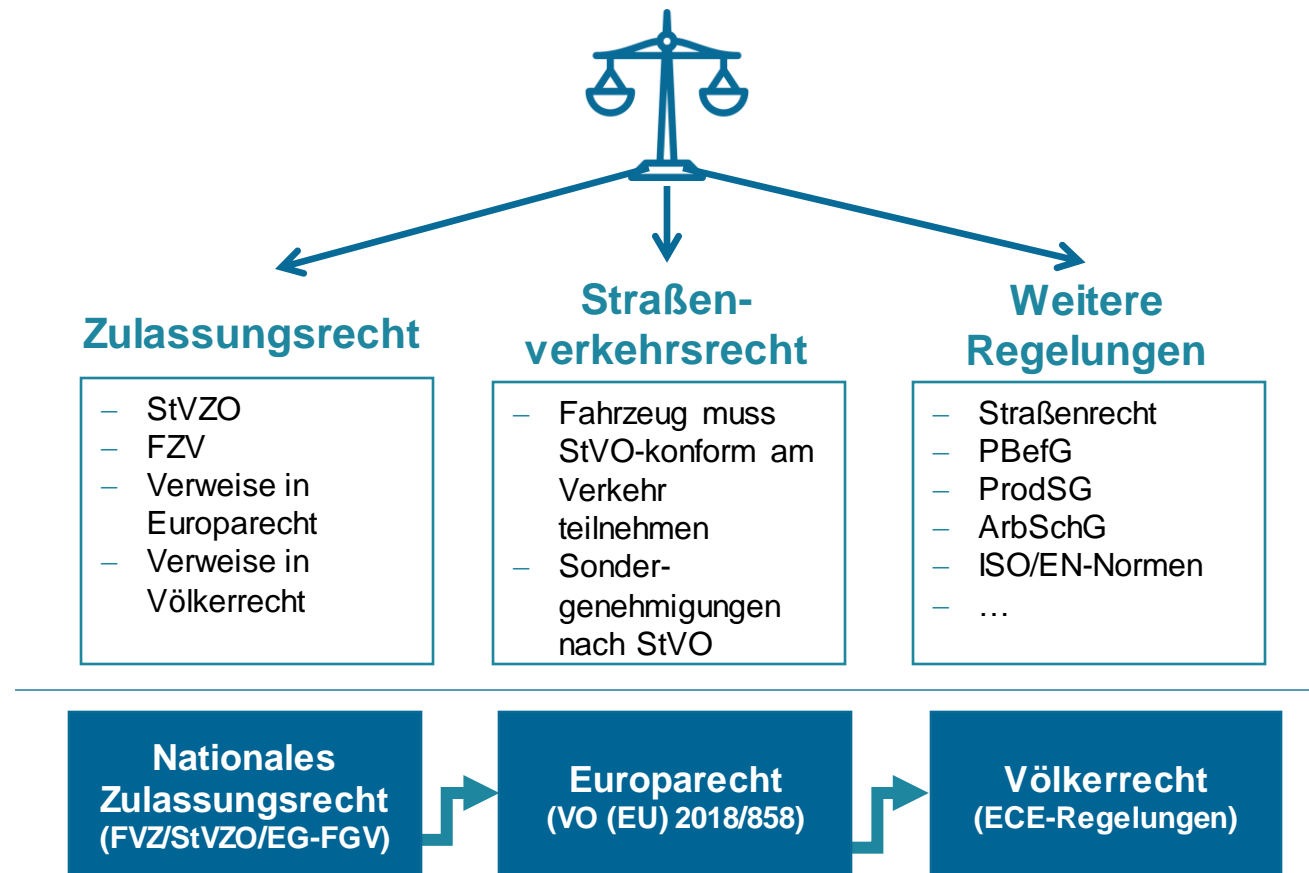 Zulassungsrecht
– StVZO
– FZV
– Verweise in
Europarecht
– Verweise in
Völkerrecht
Straßen-
verkehrsrecht
– Fahrzeug muss
StVO-konform am
Verkehr
teilnehmen
– Sonder-
genehmigungen
nach StVO
Weitere
Regelungen
– Straßenrecht
– PBefG
– ProdSG
– ArbSchG
– ISO/EN-Normen
– …
Nationales
Zulassungsrecht
(FVZ/StVZO/EG-FGV)
Europarecht
(VO (EU) 2018/858)
Völkerrecht
(ECE-Regelungen)